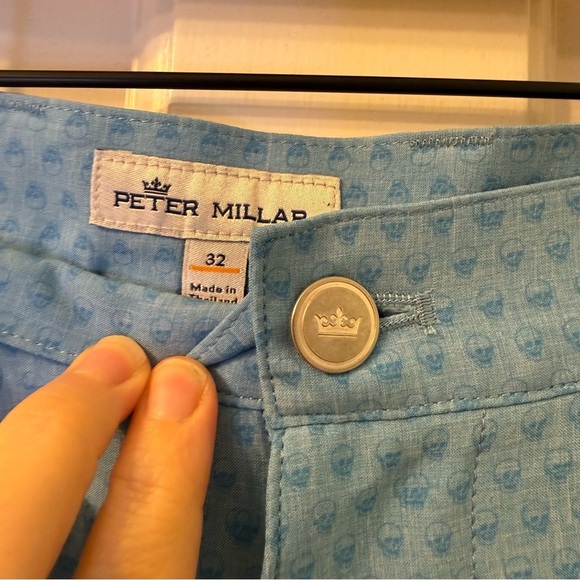 PETER MILLAR
32
Made in
Thailand